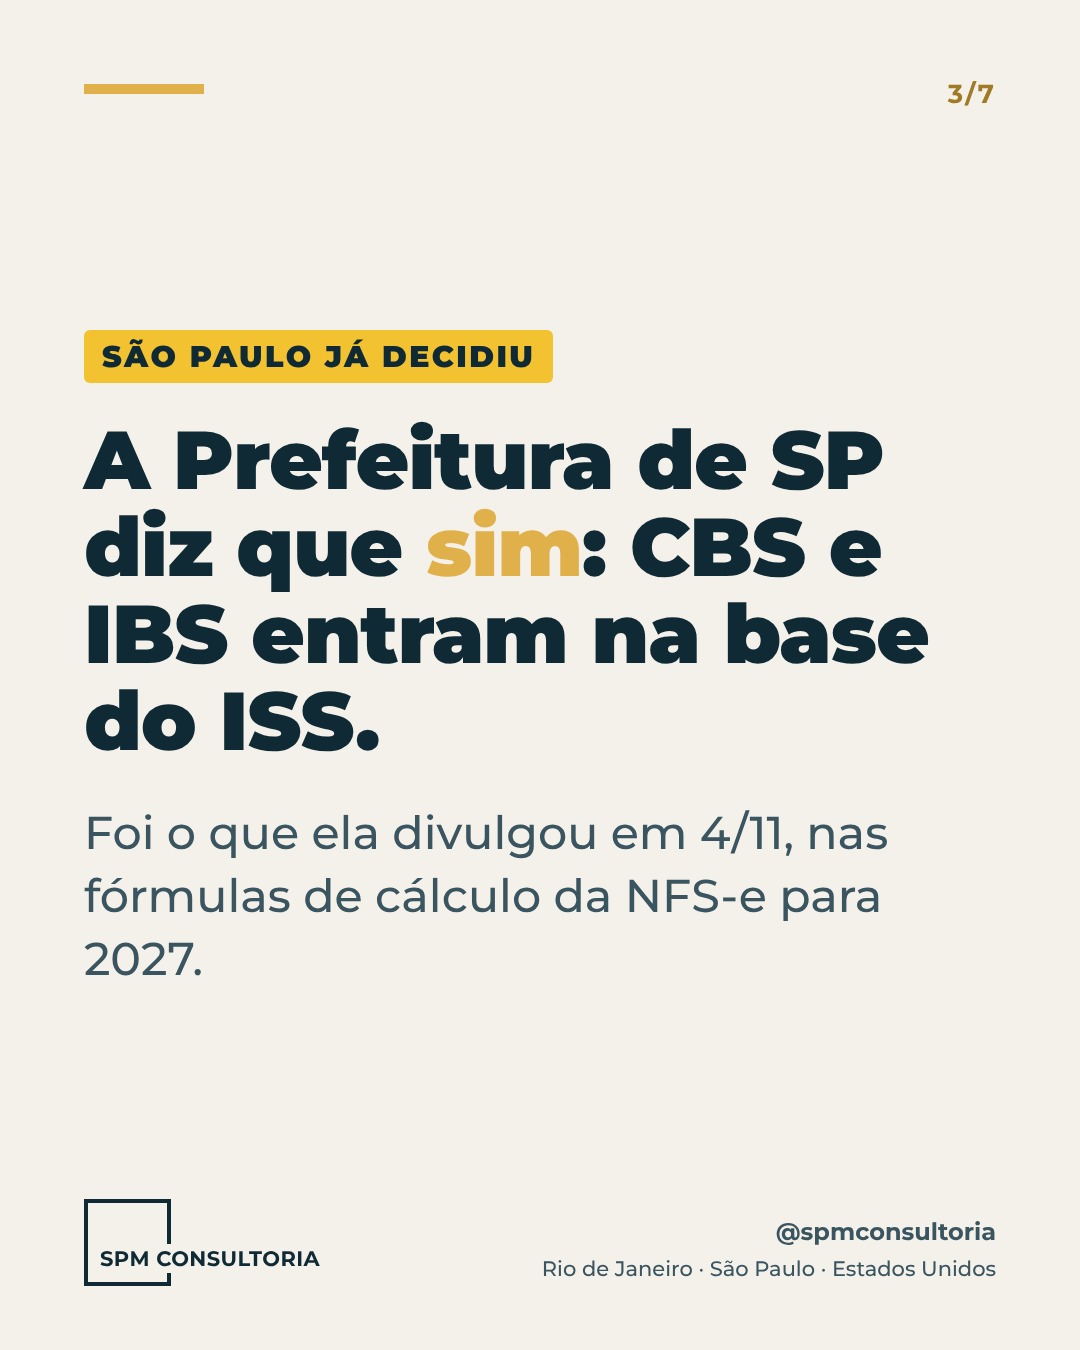 3/7
SÃO PAULO JÁ DECIDIU
A Prefeitura de SP
diz que sim: CBS e
IBS entram na base
do ISS.
Foi o que ela divulgou em 4/11, nas
fórmulas de cálculo da NFS-e para
2027.
SPM CONSULTORIA
@spmconsultoria
Rio de Janeiro · São Paulo · Estados Unidos